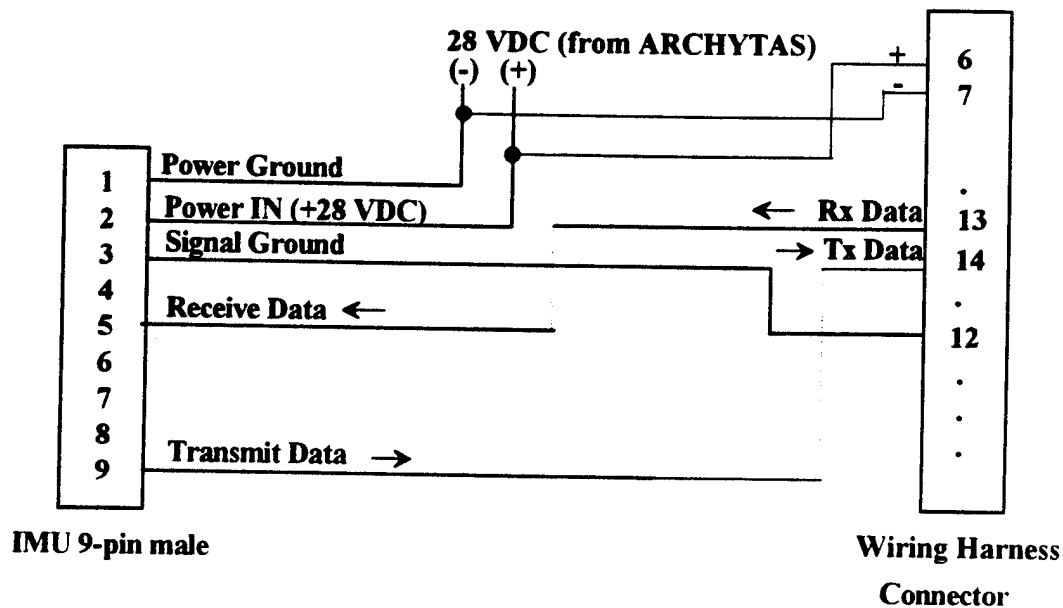 28 VDC (from ARCHYTAS)
(-) (+)
+ 6
- 7
1 Power Ground
2 Power IN (+28 VDC)
3 Signal Ground
4
5 Receive Data ←
6
7
8
9 Transmit Data →
.
← Rx Data 13
→ Tx Data 14
.
12
.
.
.
IMU 9-pin male
Wiring Harness
Connector